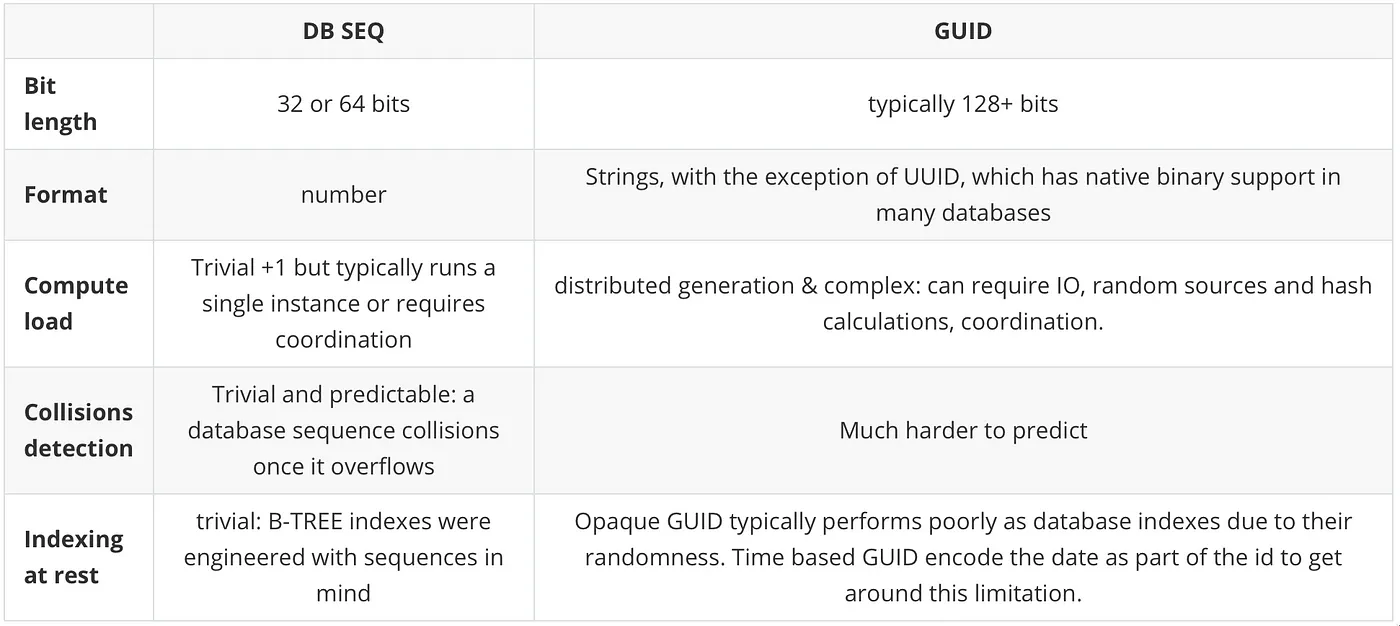 DB SEQ
GUID
Bit
length
32 or 64 bits
typically 128+ bits
Format
number
Strings, with the exception of UUID, which has native binary support in
many databases
Compute
load
Trivial +1 but typically runs a
single instance or requires
coordination
distributed generation & complex: can require IO, random sources and hash
calculations, coordination.
Collisions
detection
Trivial and predictable: a
database sequence collisions
once it overflows
Much harder to predict
Indexing
at rest
trivial: B-TREE indexes were
engineered with sequences in
mind
Opaque GUID typically performs poorly as database indexes due to their
randomness. Time based GUID encode the date as part of the id to get
around this limitation.